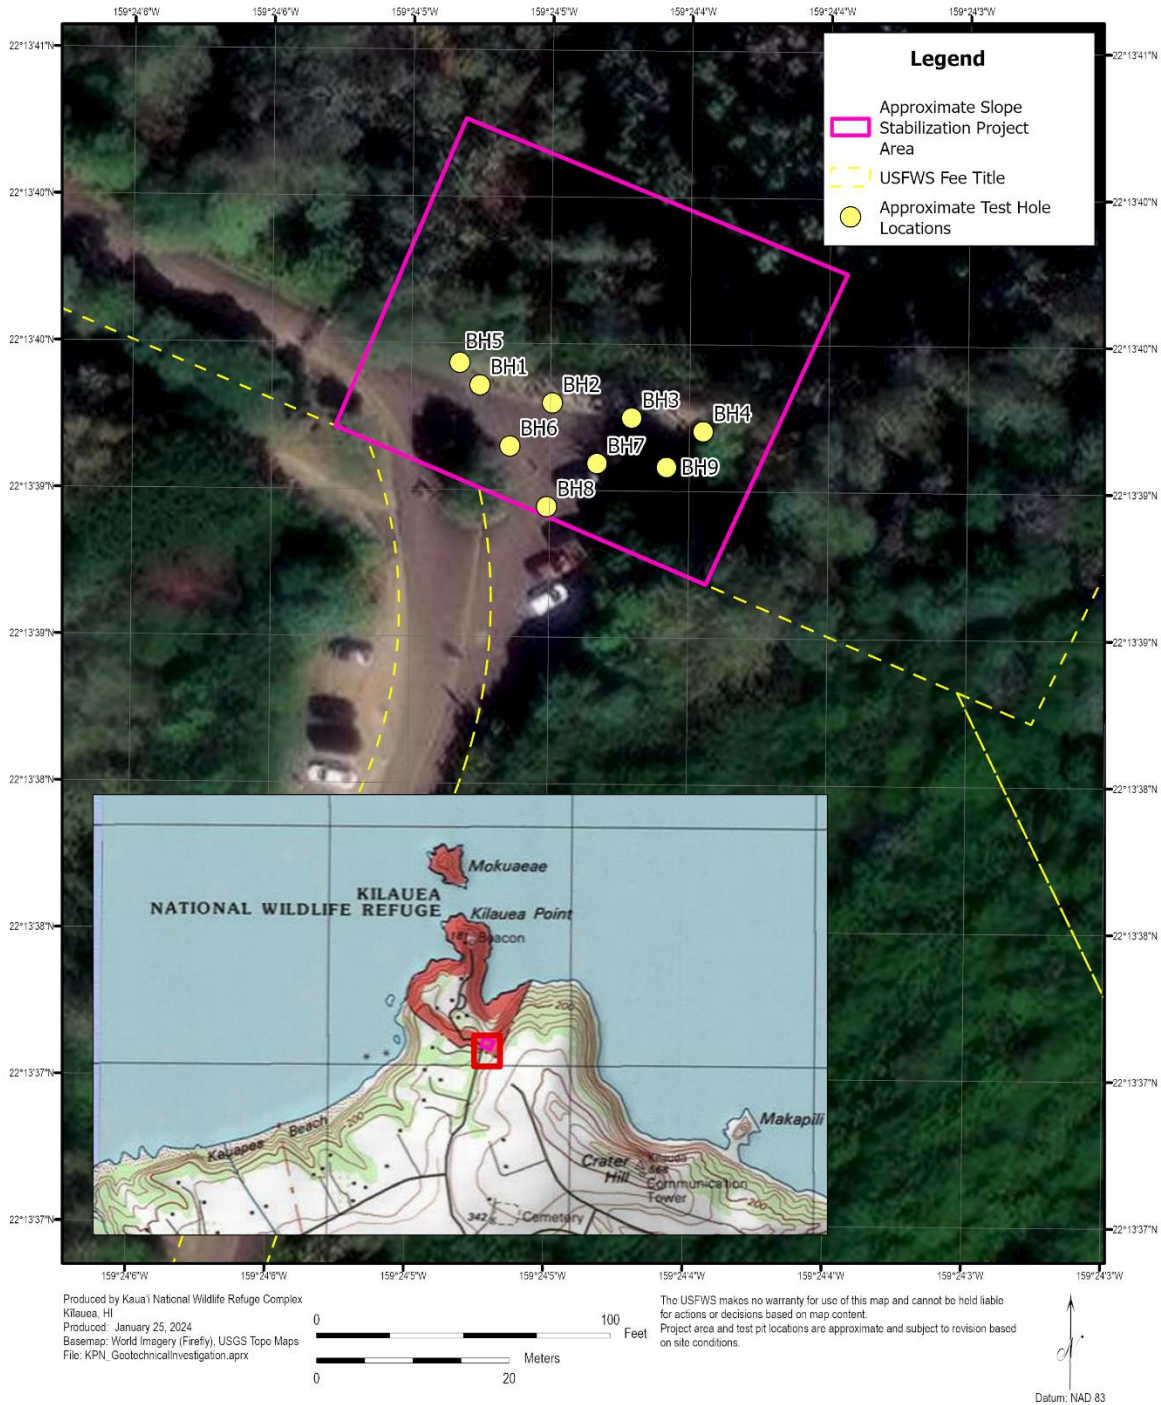 159°24'6"W
159°24'6"W
159°24'5"W
159°24'5"W
159°24'4"W
159°24'4"W
159°24'3"W
22°13'41"N
22°13'41"N
Legend
Approximate Slope
Stabilization Project
Area
USFWS Fee Title
Approximate Test Hole
Locations
22°13'40"N
22°13'40"N
22°13'40"N
22°13'40"N
BH5
BH1
BH2
BH3
BH4
BH6
BH7
BH9
BH8
22°13'39"N
22°13'39"N
22°13'39"N
22°13'39"N
22°13'38"N
22°13'38"N
Mokuaeae
KILAUEA
NATIONAL WILDLIFE REFUGE
Kilauea Point
181
Beacon
22°13'38"N
22°13'38"N
200
22°13'37"N
22°13'37"N
Makapili
Kauapea Beach
200
Crater
Hill
Kilauea
568
Communication
Tower
200
342
Cemetery
22°13'37"N
22°13'37"N
159°24'6"W
159°24'6"W
159°24'5"W
159°24'5"W
159°24'4"W
159°24'4"W
159°24'3"W
159°24'3"W
Produced by Kauaʻi National Wildlife Refuge Complex
Kīlauea, HI
Produced: January 25, 2024
Basemap: World Imagery (Firefly), USGS Topo Maps
File: KPN_GeotechnicalInvestigation.aprx
0
100
Feet
Meters
0
20
The USFWS makes no warranty for use of this map and cannot be held liable
for actions or decisions based on map content.
Project area and test pit locations are approximate and subject to revision based
on site conditions.
N
Datum: NAD 83